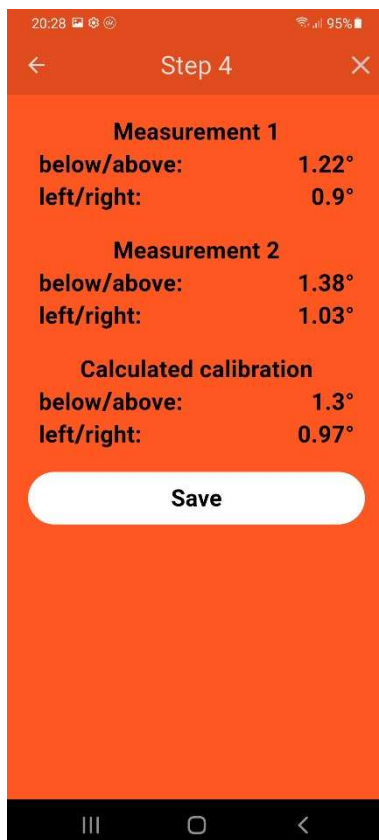 20:28 95%
Step 4
Measurement 1
below/above: 1.22°
left/right: 0.9°
Measurement 2
below/above: 1.38°
left/right: 1.03°
Calculated calibration
below/above: 1.3°
left/right: 0.97°
Save